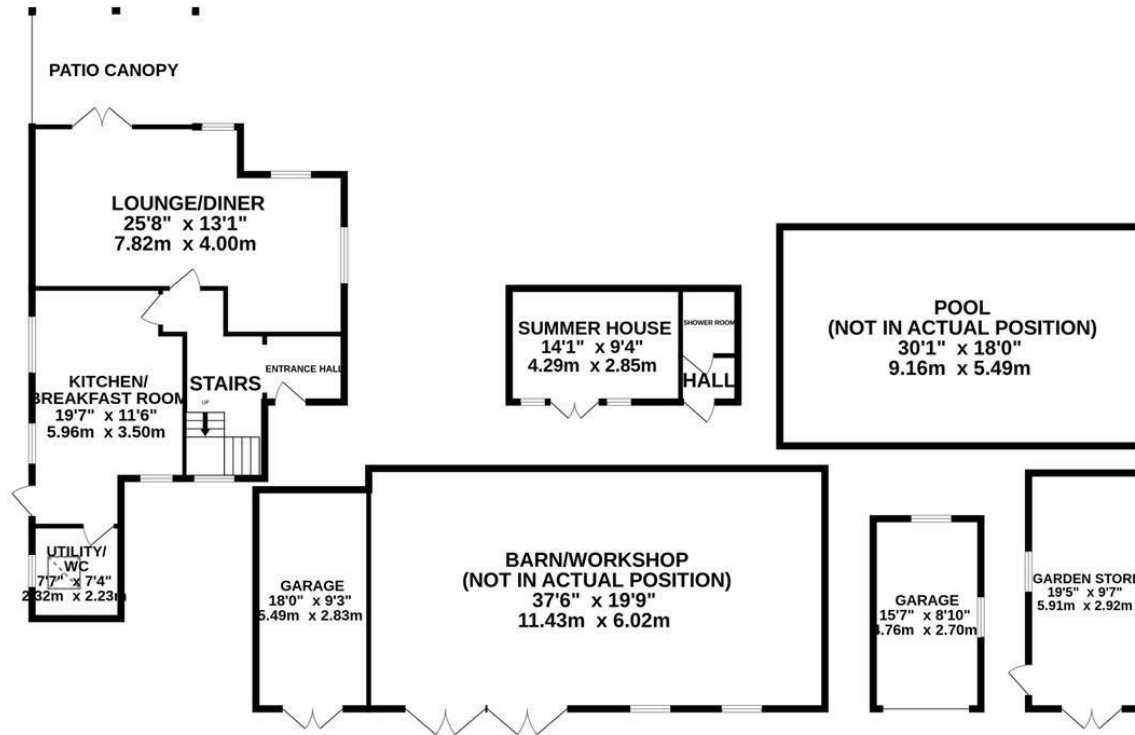 PATIO CANOPY
LOUNGE/DINER
25'8" x 13'1"
7.82m x 4.00m
KITCHEN/
BREAKFAST ROOM
19'7" x 11'6"
5.96m x 3.50m
STAIRS
UP
ENTRANCE HALL
UTILITY/
WC
7'7" x 7'4"
2.32m x 2.23m
SUMMER HOUSE
14'1" x 9'4"
4.29m x 2.85m
SHOWER ROOM
HALL
POOL
(NOT IN ACTUAL POSITION)
30'1" x 18'0"
9.16m x 5.49m
GARAGE
18'0" x 9'3"
5.49m x 2.83m
BARN/WORKSHOP
(NOT IN ACTUAL POSITION)
37'6" x 19'9"
11.43m x 6.02m
GARAGE
15'7" x 8'10"
4.76m x 2.70m
GARDEN STORE
19'5" x 9'7"
5.91m x 2.92m